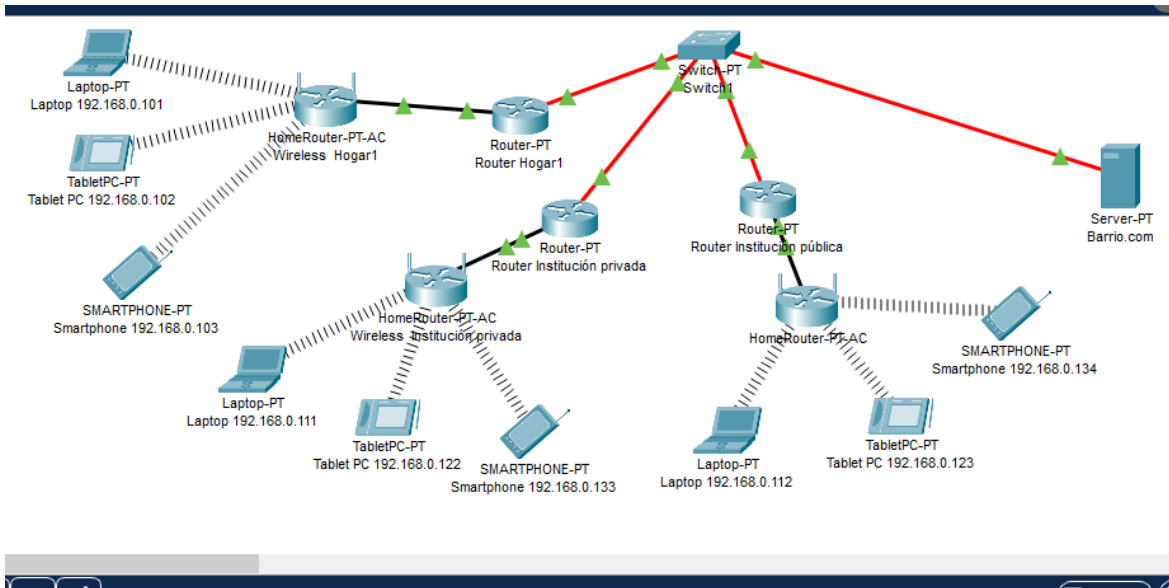 Switch-PT
Switch1
Laptop-PT
Laptop 192.168.0.101
HomeRouter-PT-AC
Wireless Hogar1
Router-PT
Router Hogar1
TabletPC-PT
Tablet PC 192.168.0.102
Server-PT
Barrio.com
Router-PT
Router Institución pública
Router-PT
Router Institución privada
SMARTPHONE-PT
Smartphone 192.168.0.103
HomeRouter-PT-AC
Wireless Institución privada
HomeRouter-PT-AC
SMARTPHONE-PT
Smartphone 192.168.0.134
Laptop-PT
Laptop 192.168.0.111
TabletPC-PT
Tablet PC 192.168.0.122
SMARTPHONE-PT
Smartphone 192.168.0.133
Laptop-PT
Laptop 192.168.0.112
TabletPC-PT
Tablet PC 192.168.0.123